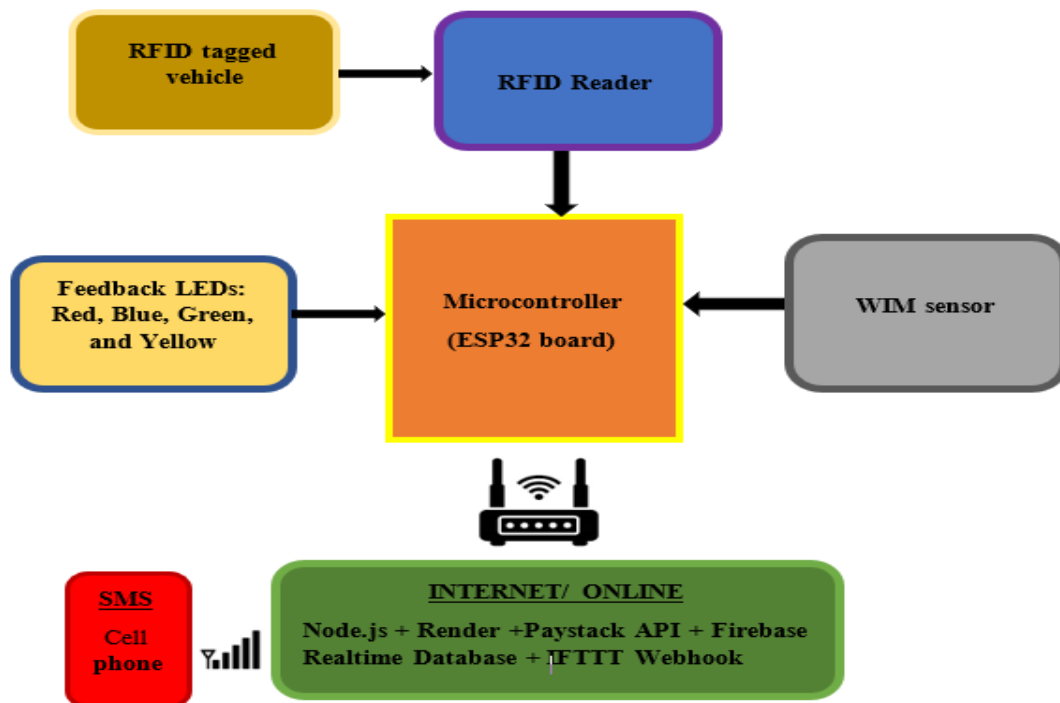 RFID tagged
vehicle
RFID Reader
Feedback LEDs:
Red, Blue, Green,
and Yellow
Microcontroller
(ESP32 board)
WIM sensor
SMS
Cell
phone
INTERNET/ ONLINE
Node.js + Render +Paystack API + Firebase
Realtime Database + IFTTT Webhook